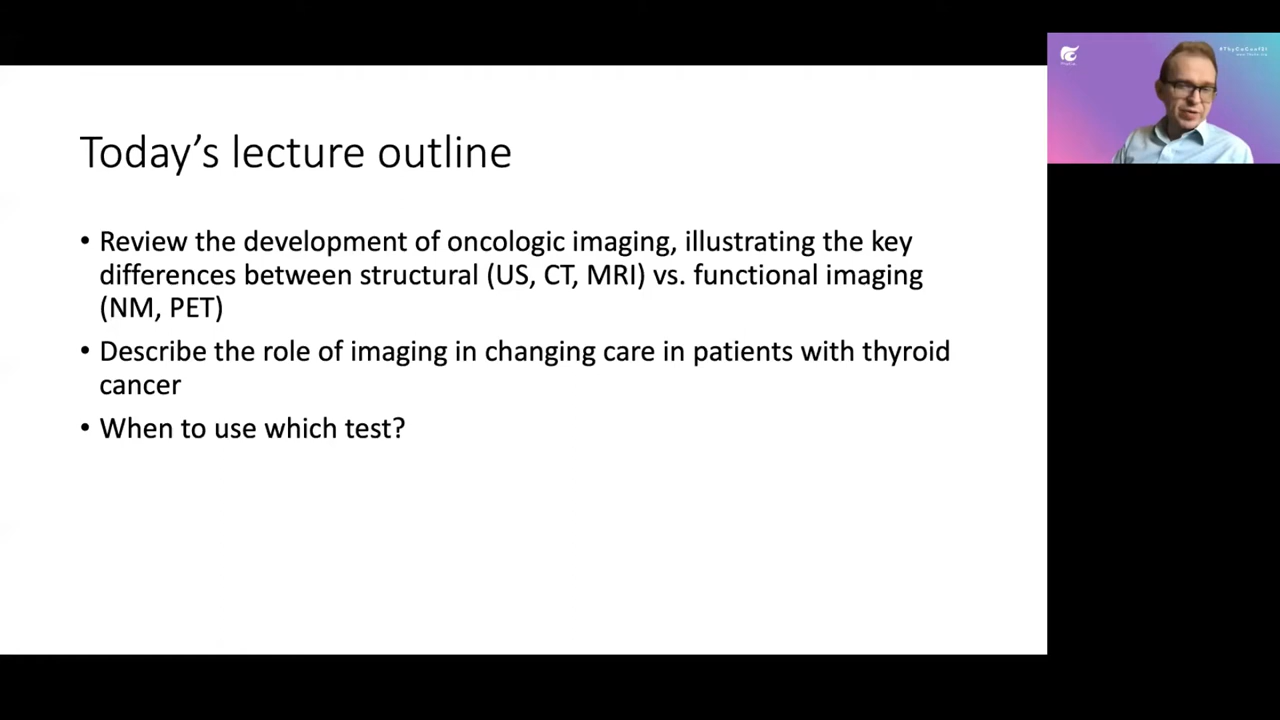 Today's lecture outline
• Review the development of oncologic imaging, illustrating the key
differences between structural (US, CT, MRI) vs. functional imaging
(NM, PET)
• Describe the role of imaging in changing care in patients with thyroid
cancer
• When to use which test?